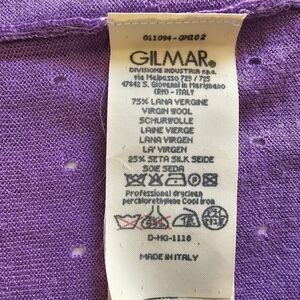 011094-GN102
GILMAR®
DIVISIONE INDUSTRIA s.p.a.
via Malpasso 723 / 725
47842 S. Giovanni in Marignano
(RN) - ITALY
75% LANA VERGINE
VIRGIN WOOL
SCHURWOLLE
LAINE VIERGE
LANA VIRGEN
LA' VIRGEN
25% SETA SILK SEIDE
SOIE SEDA
Professional dryclean
perchlorethylene Cool iron
D-MG-1116
MADE IN ITALY